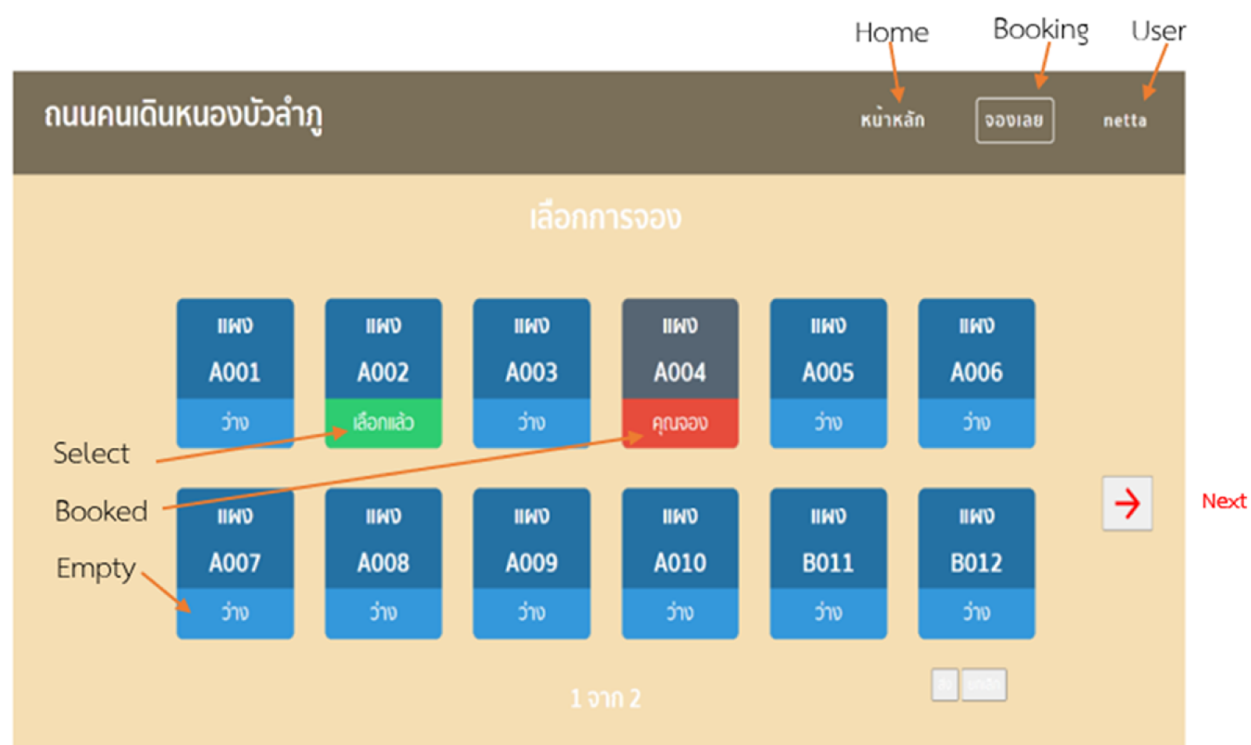 Home Booking User
ถนนคนเดินหนองบัวลำภู
หน้าหลัก จองเลย netta
เลือกการจอง
แผง แผง แผง แผง แผง แผง
A001 A002 A003 A004 A005 A006
ว่าง เลือกแล้ว ว่าง คุณจอง ว่าง ว่าง
Select
Booked
Empty
แผง แผง แผง แผง แผง แผง
A007 A008 A009 A010 B011 B012
ว่าง ว่าง ว่าง ว่าง ว่าง ว่าง
Next
1 จาก 2